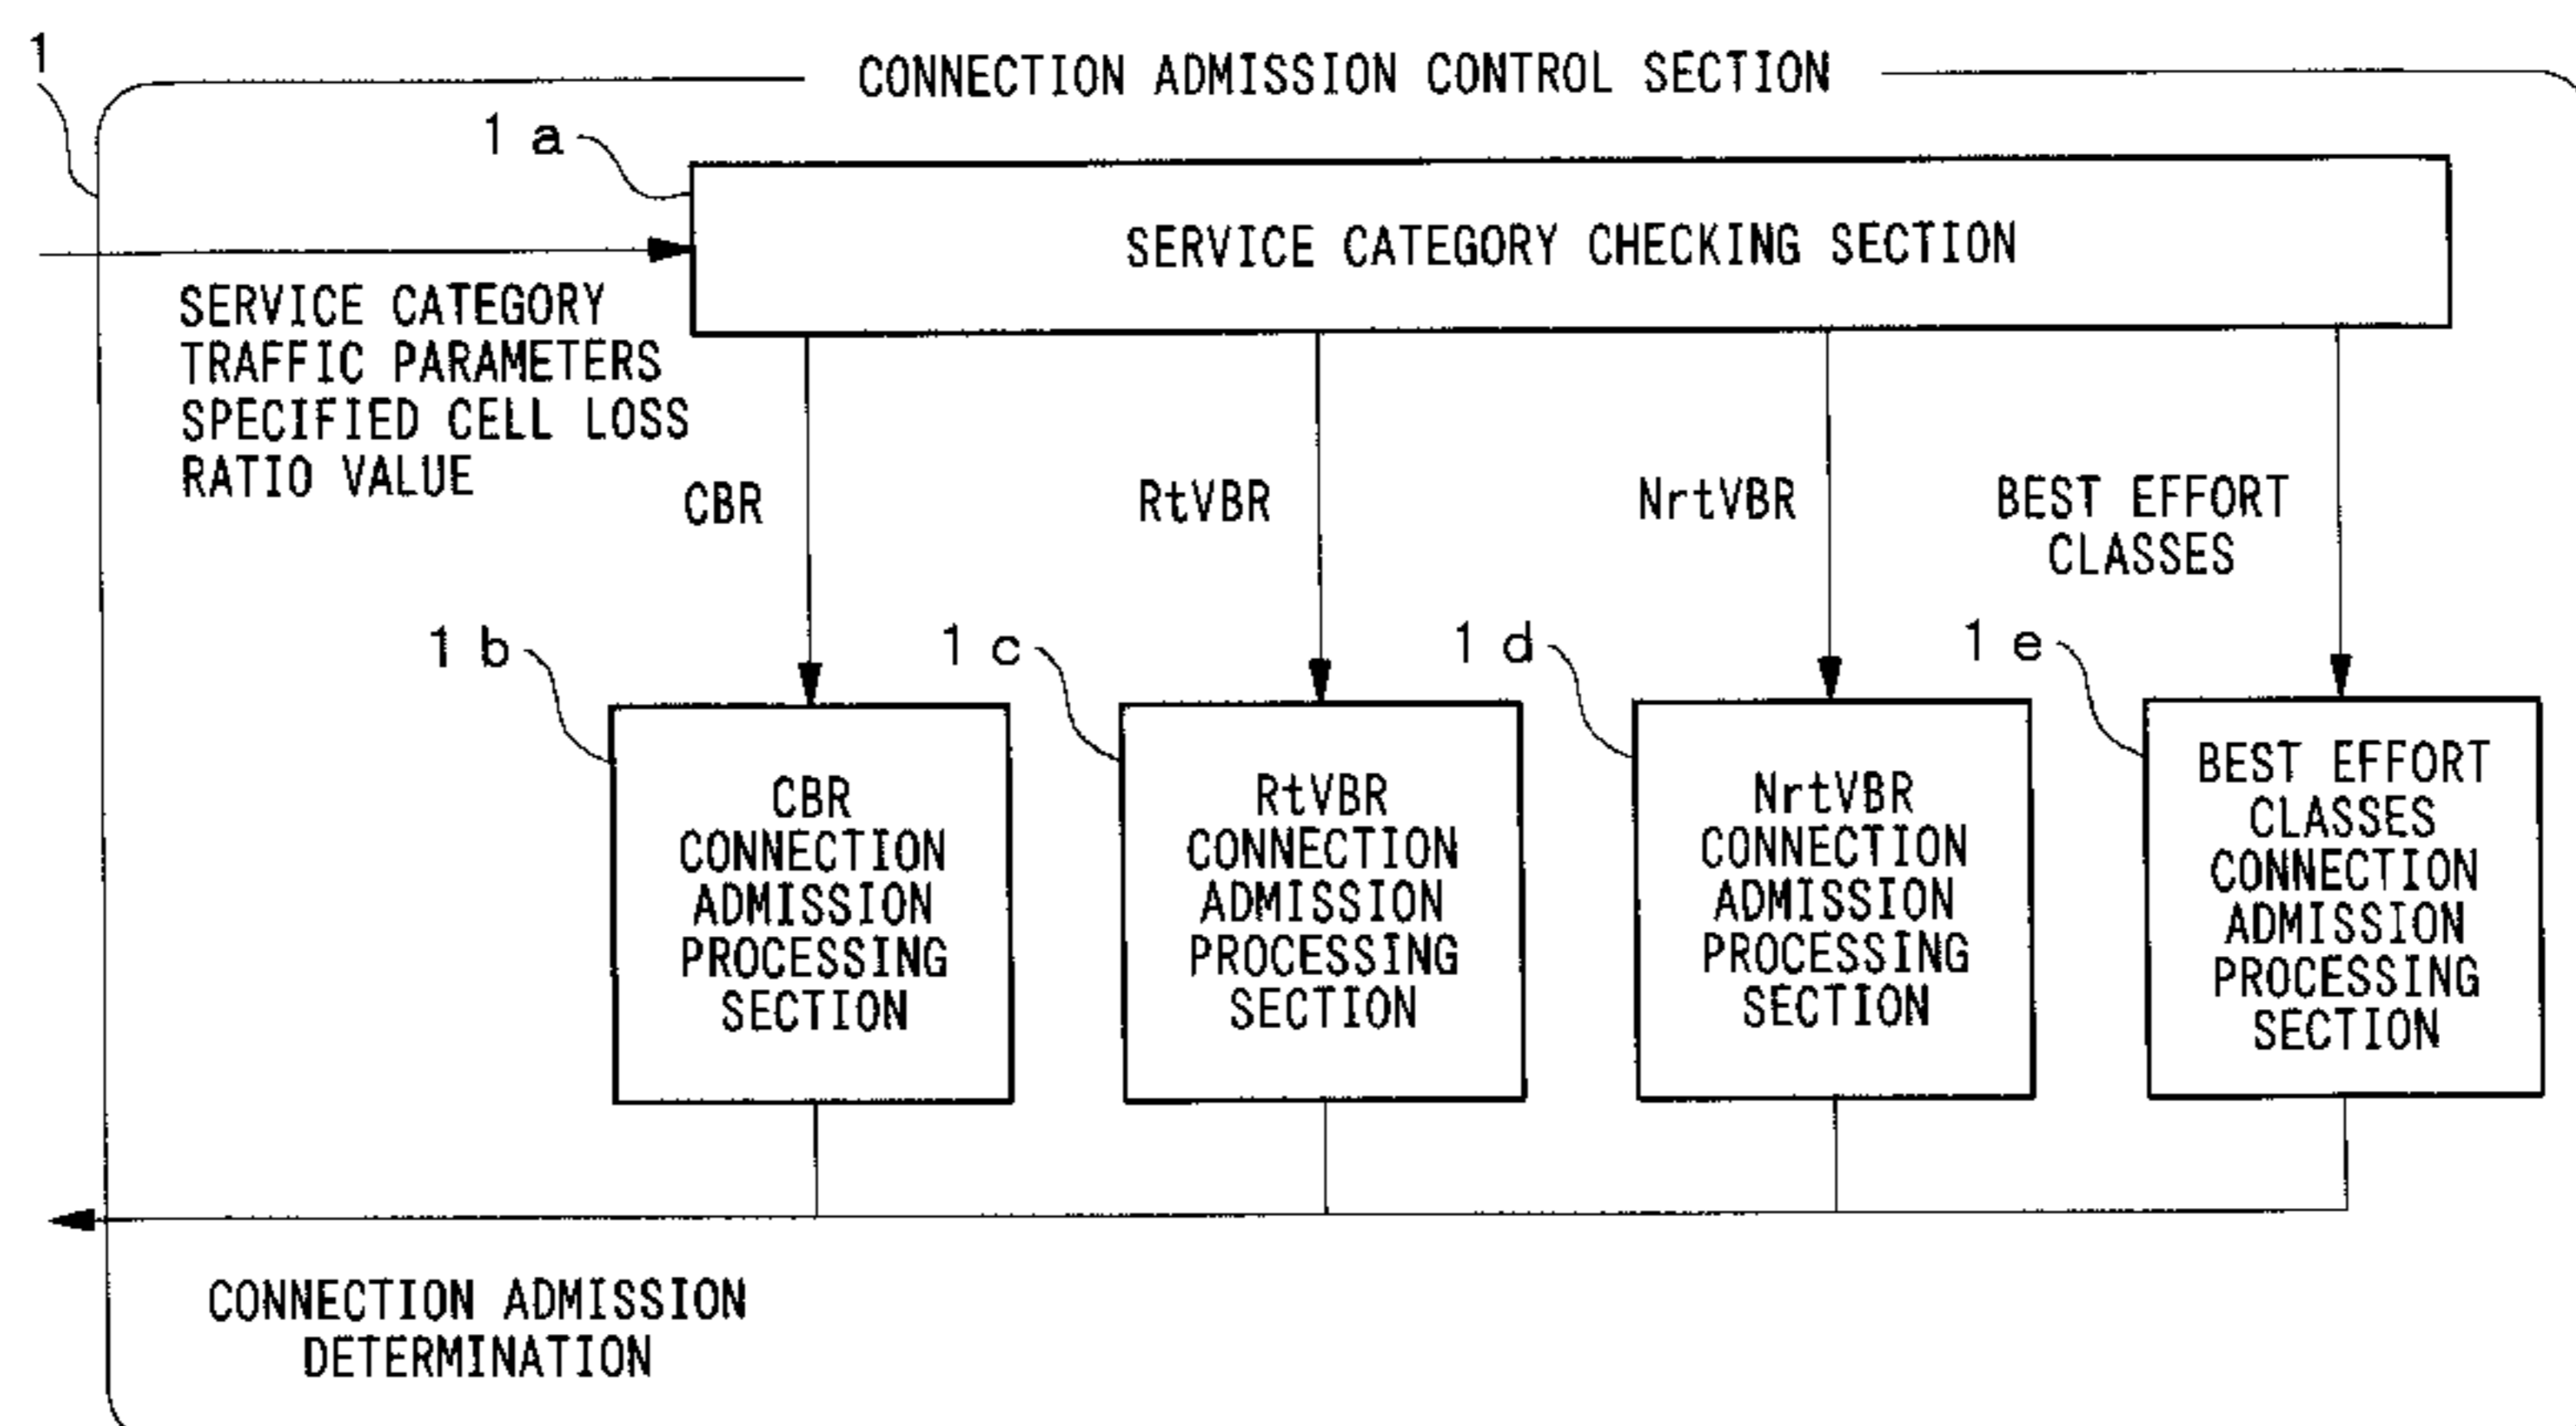 1
CONNECTION ADMISSION CONTROL SECTION
1 a
SERVICE CATEGORY CHECKING SECTION
SERVICE CATEGORY
TRAFFIC PARAMETERS
SPECIFIED CELL LOSS
RATIO VALUE
CBR
RtVBR
NrtVBR
BEST EFFORT
CLASSES
1 b
1 c
1 d
1 e
CBR
CONNECTION
ADMISSION
PROCESSING
SECTION
RtVBR
CONNECTION
ADMISSION
PROCESSING
SECTION
NrtVBR
CONNECTION
ADMISSION
PROCESSING
SECTION
BEST EFFORT
CLASSES
CONNECTION
ADMISSION
PROCESSING
SECTION
CONNECTION ADMISSION
DETERMINATION